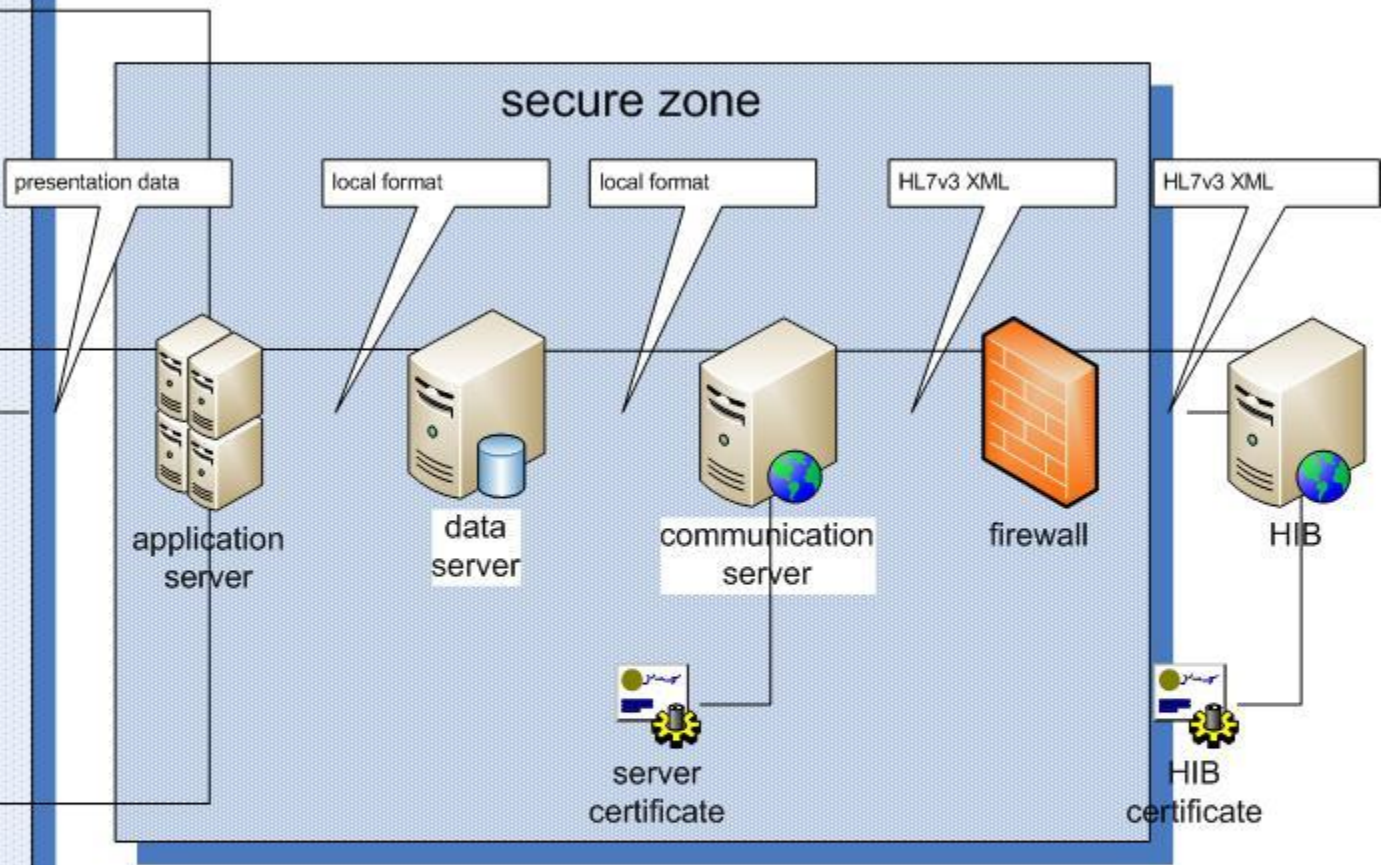 secure zone
presentation data
local format
local format
HL7v3 XML
HL7v3 XML
application
server
data
server
communication
server
firewall
HIB
server
certificate
HIB
certificate